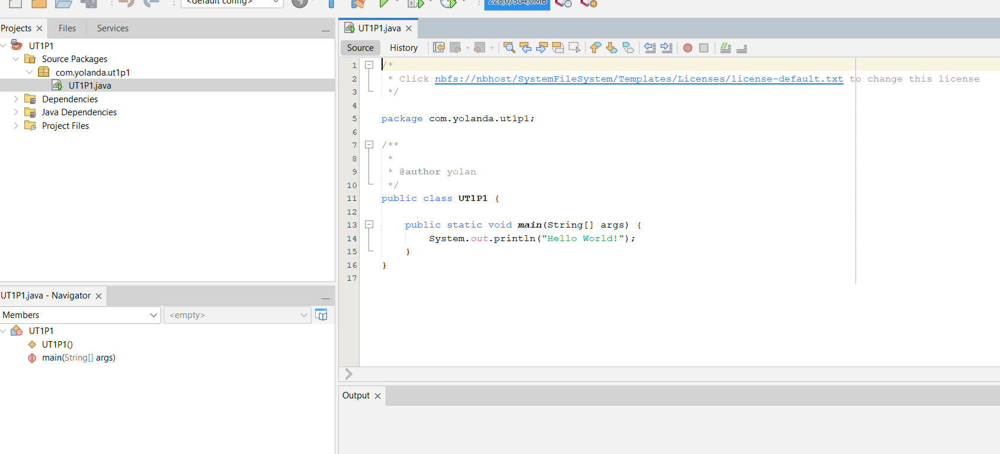 <default config>
228,0/304,0MB
Projects
Files
Services
UT1P1
Source Packages
com.yolanda.ut1p1
UT1P1.java
Dependencies
Java Dependencies
Project Files
UT1P1.java - Navigator
Members
<empty>
UT1P1
UT1P1()
main(String[] args)
UT1P1.java
Source
History
1 /*
2 * Click nbfs://nbhost/SystemFileSystem/Templates/Licenses/license-default.txt to change this license
3 */
4
5 package com.yolanda.ut1p1;
6
7 /**
8 *
9 * @author yolan
10 */
11 public class UT1P1 {
12
13 public static void main(String[] args) {
14 System.out.println("Hello World!");
15 }
16 }
17
Output